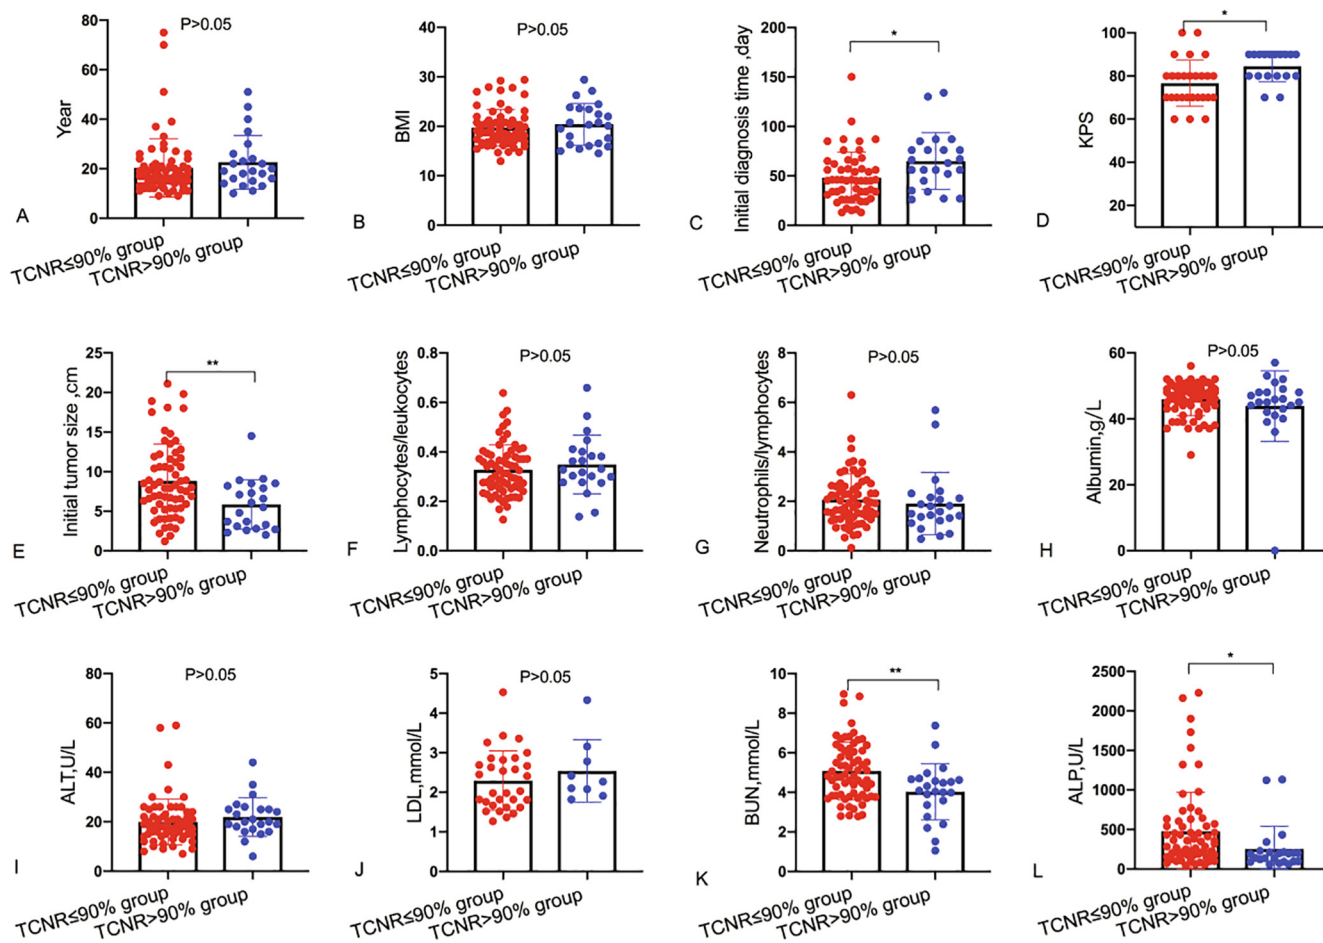 P>0.05
Year
80
60
40
20
0
A
TCNR≤90% group
TCNR>90% group
P>0.05
BMI
40
30
20
10
0
B
TCNR≤90% group
TCNR>90% group
*
Initial diagnosis time ,day
200
150
100
50
0
C
TCNR≤90% group
TCNR>90% group
*
KPS
100
80
60
40
20
D
TCNR≤90% group
TCNR>90% group
**
Initial tumor size ,cm
25
20
15
10
5
0
E
TCNR≤90% group
TCNR>90% group
P>0.05
Lymphocytes/leukocytes
0.8
0.6
0.4
0.2
0.0
F
TCNR≤90% group
TCNR>90% group
P>0.05
Neutrophils/lymphocytes
8
6
4
2
0
G
TCNR≤90% group
TCNR>90% group
P>0.05
Albumin,g/L
60
40
20
0
H
TCNR≤90% group
TCNR>90% group
P>0.05
ALT,U/L
80
60
40
20
0
I
TCNR≤90% group
TCNR>90% group
P>0.05
LDL,mmol/L
5
4
3
2
1
0
J
TCNR≤90% group
TCNR>90% group
**
BUN,mmol/L
10
8
6
4
2
0
K
TCNR≤90% group
TCNR>90% group
*
ALP,U/L
2500
2000
1500
1000
500
0
L
TCNR≤90% group
TCNR>90% group